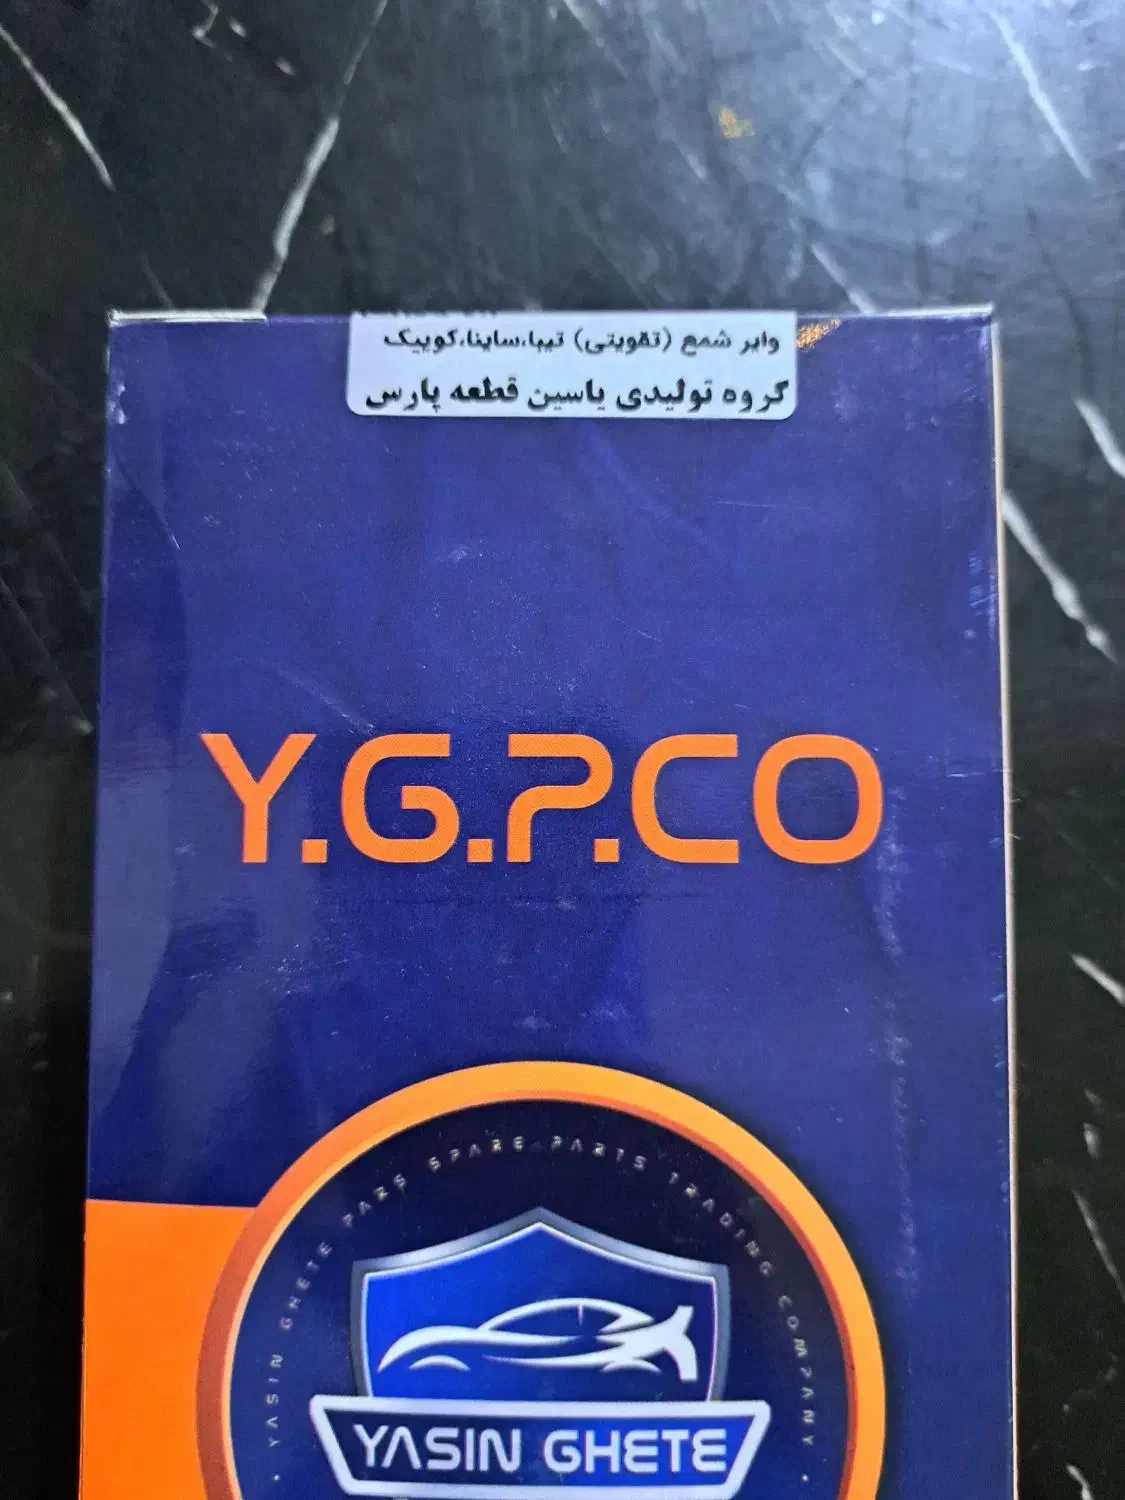 وایر شمع (تقویتی) تیبا،ساینا،کوییک
گروه تولیدی یاسین قطعه پارس
Y.G.P.CO
YASIN GHETE PARS SPARE PARTS TRADING COMPANY
YASIN GHETE